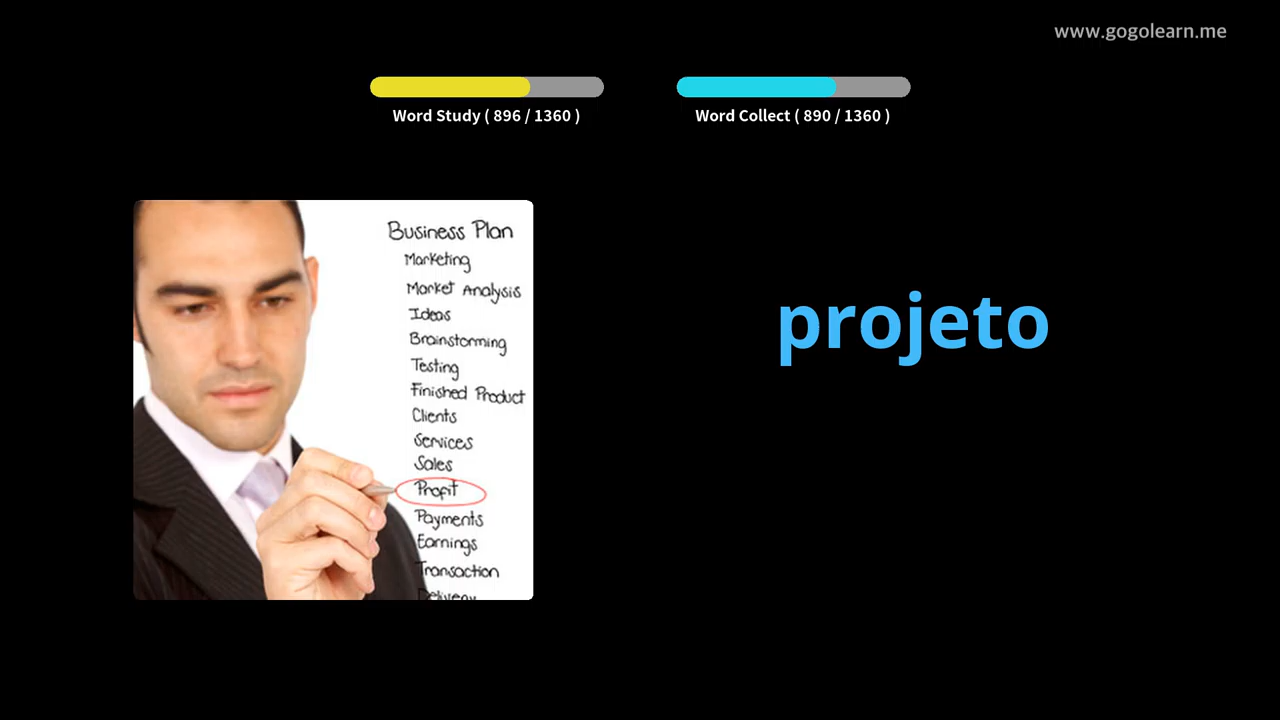 www.gogolearn.me
Word Study ( 896 / 1360 )
Word Collect ( 890 / 1360 )
Business Plan
Marketing
Market Analysis
Ideas
Brainstorming
Testing
Finished Product
Clients
Services
Sales
Profit
Payments
Earnings
Transaction
Delivery
projeto